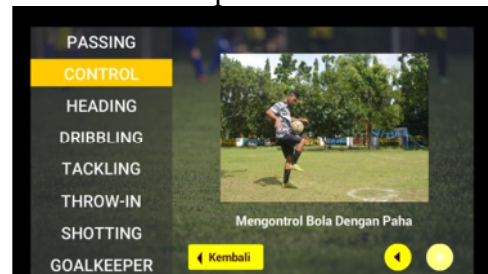 PASSING
CONTROL
HEADING
DRIBBLING
TACKLING
THROW-IN
SHOTTING
GOALKEEPER
Mengontrol Bola Dengan Paha
Kembali